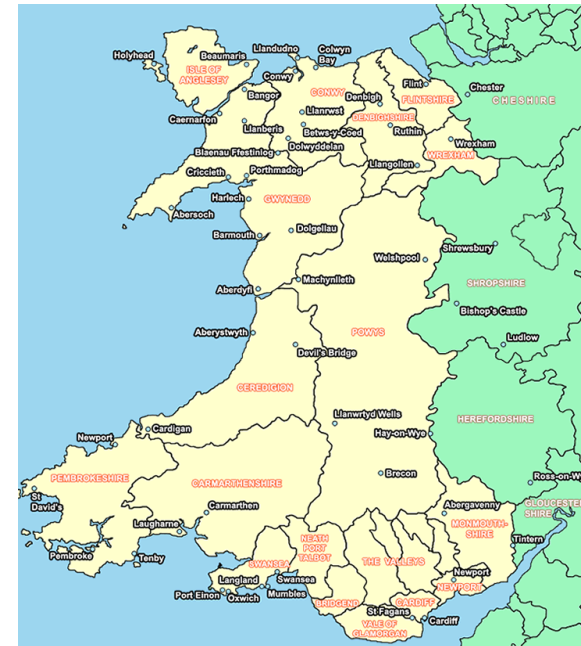 Llandudno
Colwyn
Bay
Holyhead
Beaumaris
ISLE OF
ANGLESEY
Conwy
Flint
Chester
CONWY
Bangor
Denbigh
FLINTSHIRE
CHESHIRE
Caernarfon
Llanrwst
DENBIGHSHIRE
Llanberis
Betws-y-Coed
Ruthin
Dolwyddelan
Wrexham
WREXHAM
Blaenau Ffestiniog
Llangollen
Criccieth
Porthmadog
Harlech
GWYNEDD
Abersoch
Barmouth
Dolgellau
Shrewsbury
Welshpool
Machynlleth
SHROPSHIRE
Aberdyfi
Bishop's Castle
Aberystwyth
POWYS
Ludlow
Devil's Bridge
CEREDIGION
Llanwrtyd Wells
HEREFORDSHIRE
Cardigan
Hay-on-Wye
Newport
PEMBROKESHIRE
Brecon
Ross-on-W
CARMARTHENSHIRE
St
David's
Carmarthen
Abergavenny
GLOUCESTER
SHIRE
Laugharne
MONMOUTH-
SHIRE
Pembroke
Tenby
NEATH
PORT
TALBOT
Tintern
SWANSEA
THE VALLEYS
Langland
Swansea
Newport
Port Einon
Oxwich
Mumbles
NEWPORT
BRIDGEND
CARDIFF
St Fagans
Cardiff
VALE OF
GLAMORGAN